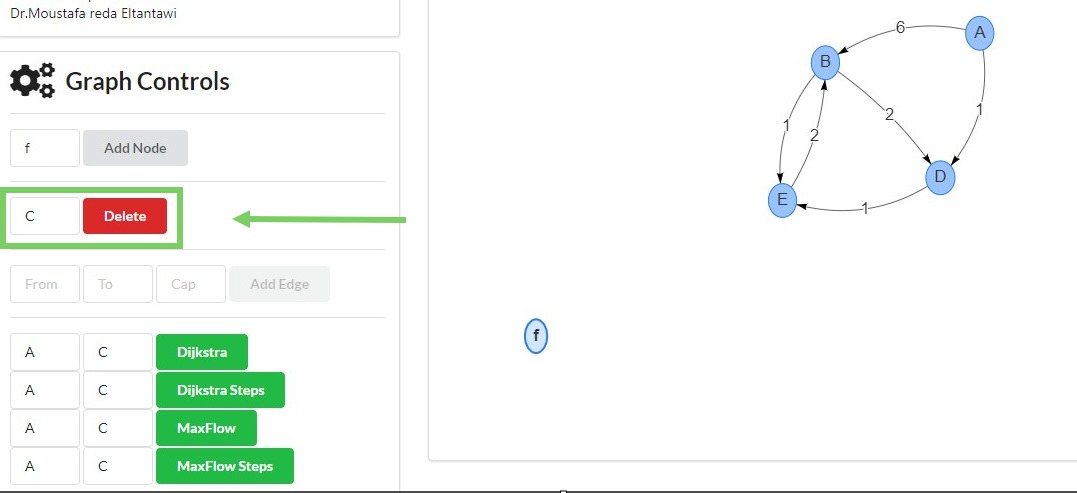 Dr.Moustafa reda Eltantawi
Graph Controls
f Add Node
C Delete
From To Cap Add Edge
A C Dijkstra
A C Dijkstra Steps
A C MaxFlow
A C MaxFlow Steps
A
6
B
1
2
2
1
D
E
1
f